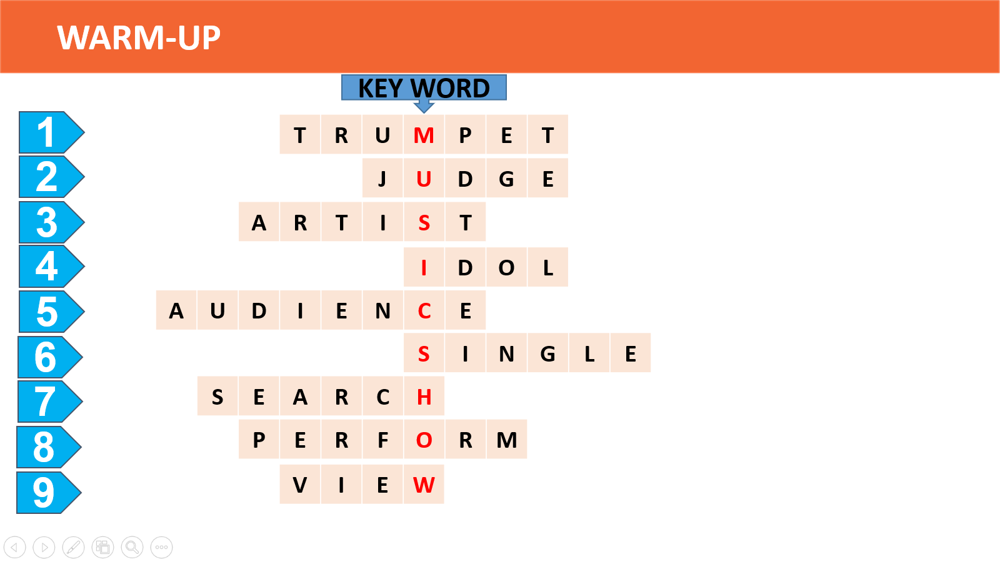 WARM-UP
KEY WORD
1 T R U M P E T
2 J U D G E
3 A R T I S T
4 I D O L
5 A U D I E N C E
6 S I N G L E
7 S E A R C H
8 P E R F O R M
9 V I E W